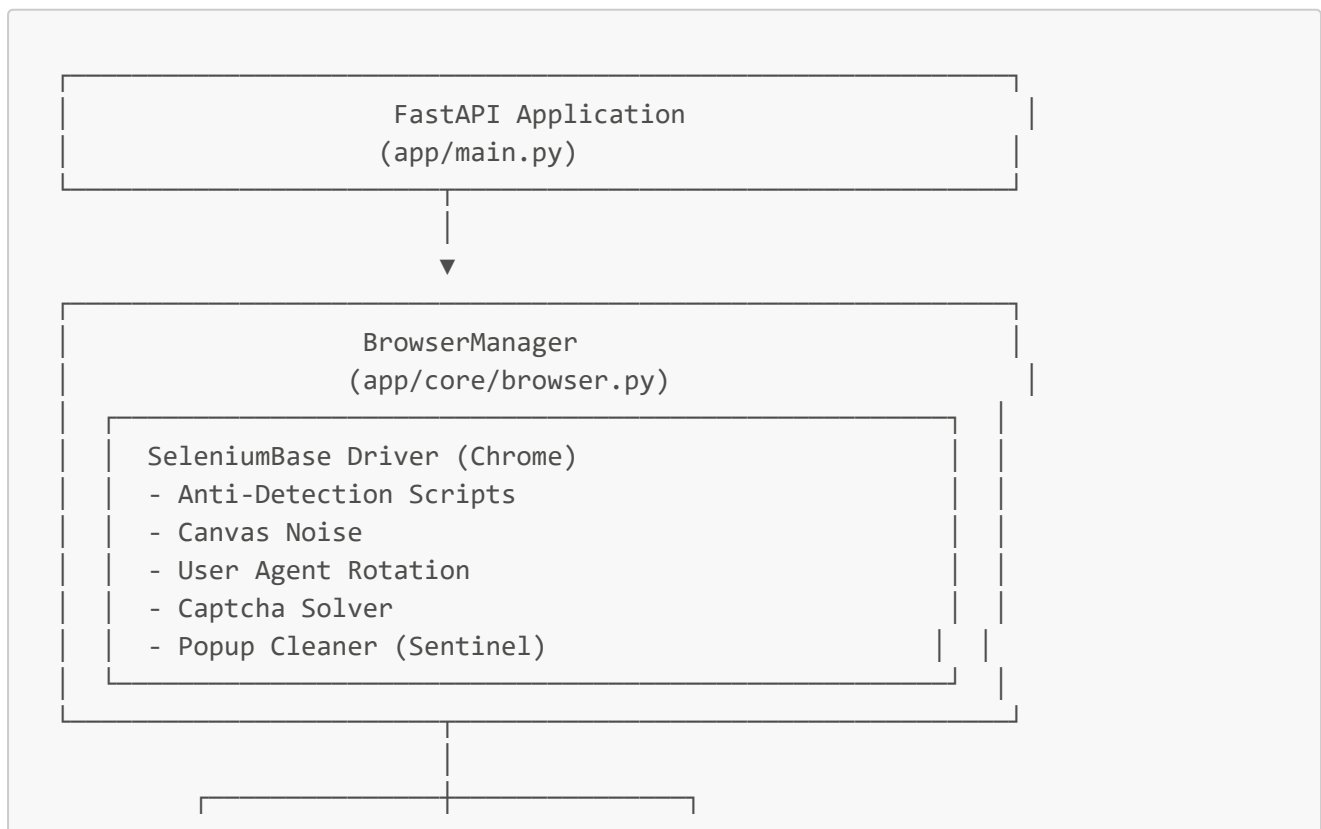 FastAPI Application
(app/main.py)
BrowserManager
(app/core/browser.py)
SeleniumBase Driver (Chrome)
- Anti-Detection Scripts
- Canvas Noise
- User Agent Rotation
- Captcha Solver
- Popup Cleaner (Sentinel)